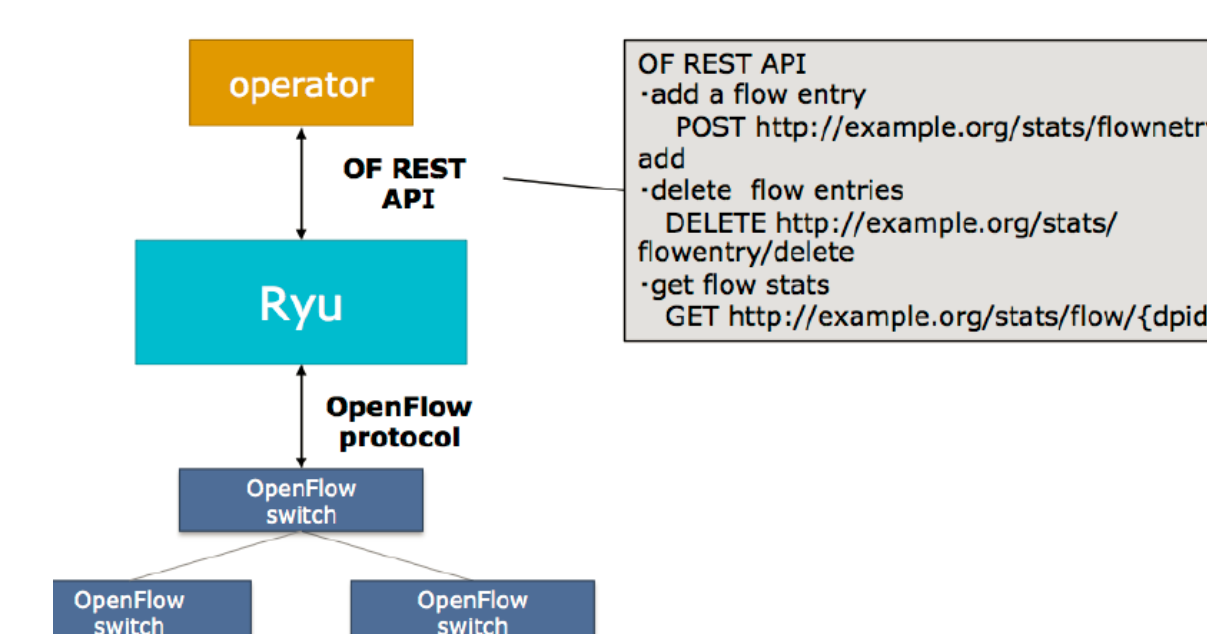 operator
OF REST
API
Ryu
OpenFlow
protocol
OpenFlow
switch
OpenFlow
switch
OpenFlow
switch
OF REST API
·add a flow entry
POST http://example.org/stats/flownetry
add
·delete flow entries
DELETE http://example.org/stats/
flowentry/delete
·get flow stats
GET http://example.org/stats/flow/{dpid